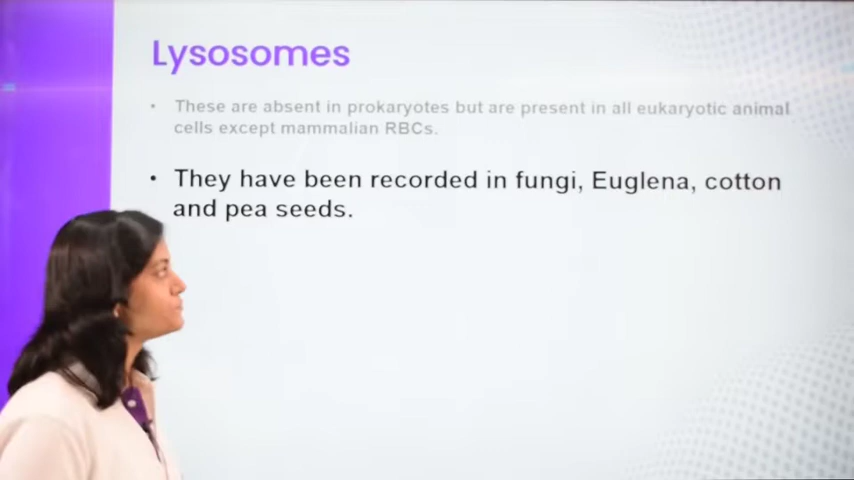 Lysosomes
• These are absent in prokaryotes but are present in all eukaryotic animal
cells except mammalian RBCs.
• They have been recorded in fungi, Euglena, cotton
and pea seeds.